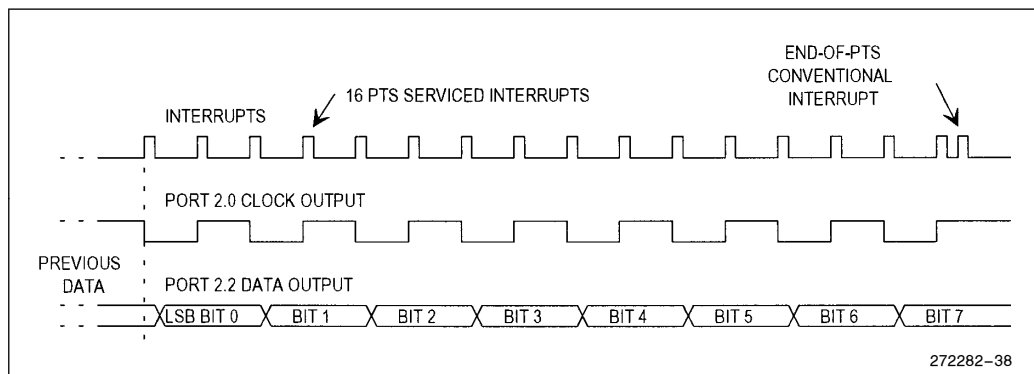 END-OF-PTS
CONVENTIONAL
INTERRUPT
16 PTS SERVICED INTERRUPTS
INTERRUPTS
PORT 2.0 CLOCK OUTPUT
PREVIOUS
DATA
PORT 2.2 DATA OUTPUT
LSB BIT 0 BIT 1 BIT 2 BIT 3 BIT 4 BIT 5 BIT 6 BIT 7
272282-38